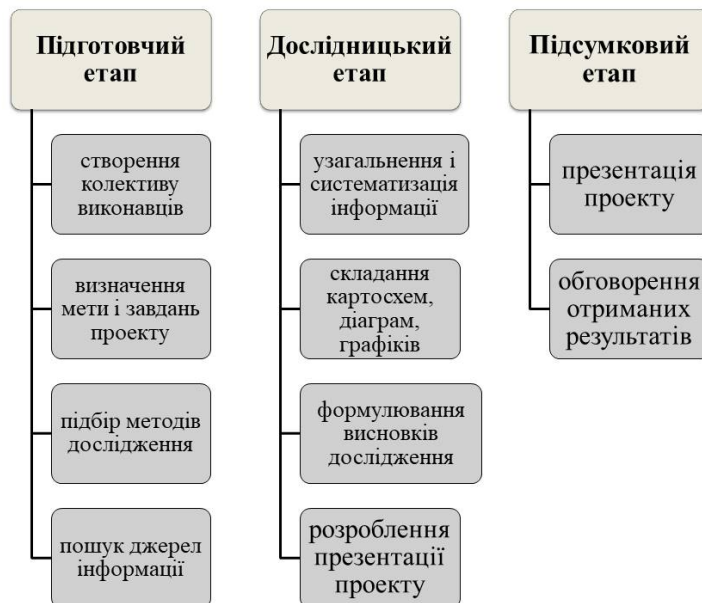 Підготовчий
етап
створення
колективу
виконавців
визначення
мети і завдань
проекту
підбір методів
дослідження
пошук джерел
інформації
Дослідницький
етап
узагальнення і
систематизація
інформації
складання
картосхем,
діаграм,
графіків
формулювання
висновків
дослідження
розроблення
презентації
проекту
Підсумковий
етап
презентація
проекту
обговорення
отриманих
результатів